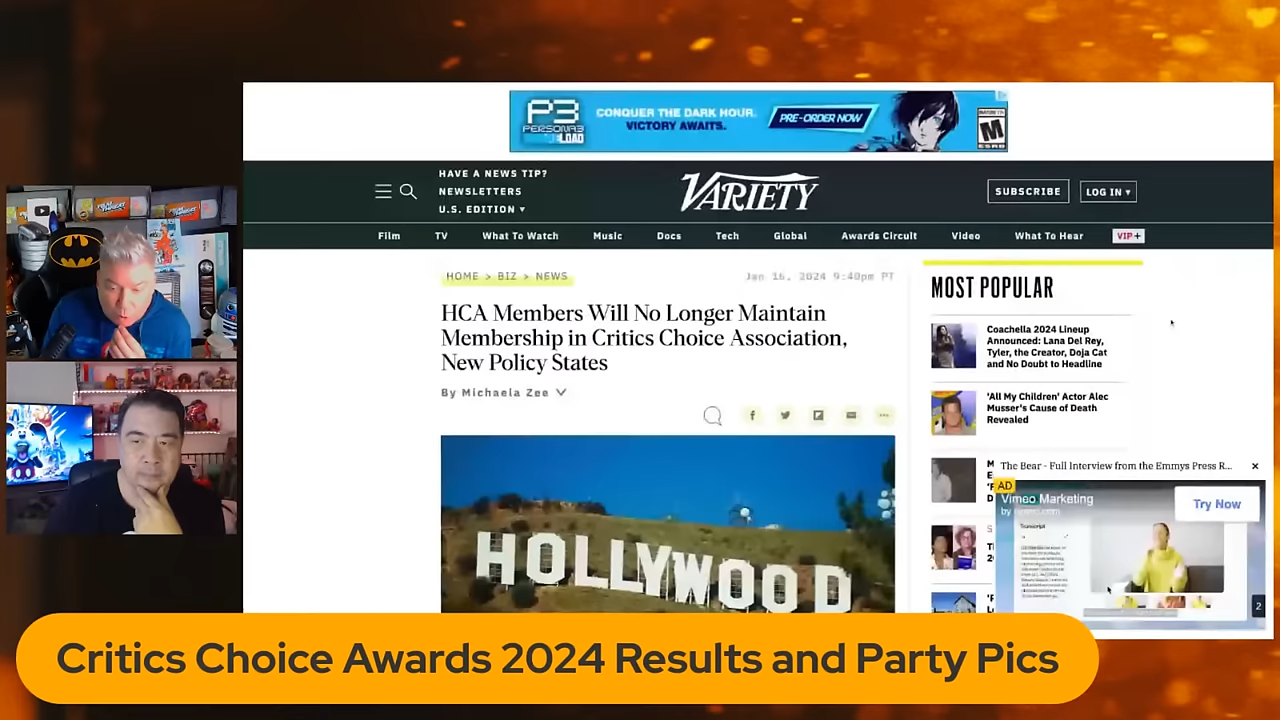 P3
PERSONA3
CONQUER THE DARK HOUR.
VICTORY AWAITS.
PRE-ORDER NOW
M
ESRB
HAVE A NEWS TIP?
NEWSLETTERS
U.S. EDITION
VARIETY
SUBSCRIBE
LOG IN
Film TV What To Watch Music Docs Tech Global Awards Circuit Video What To Hear VIP+
HOME > BIZ > NEWS
Jan 16, 2024 9:40pm PT
HCA Members Will No Longer Maintain
Membership in Critics Choice Association,
New Policy States
By Michaela Zee
HOLLYWOOD
MOST POPULAR
Coachella 2024 Lineup
Announced: Lana Del Rey,
Tyler, the Creator, Doja Cat
and No Doubt to Headline
'All My Children' Actor Alec
Musser's Cause of Death
Revealed
The Bear - Full Interview from the Emmys Press R...
AD
Vimeo Marketing
Try Now
Transcript
2
Critics Choice Awards 2024 Results and Party Pics